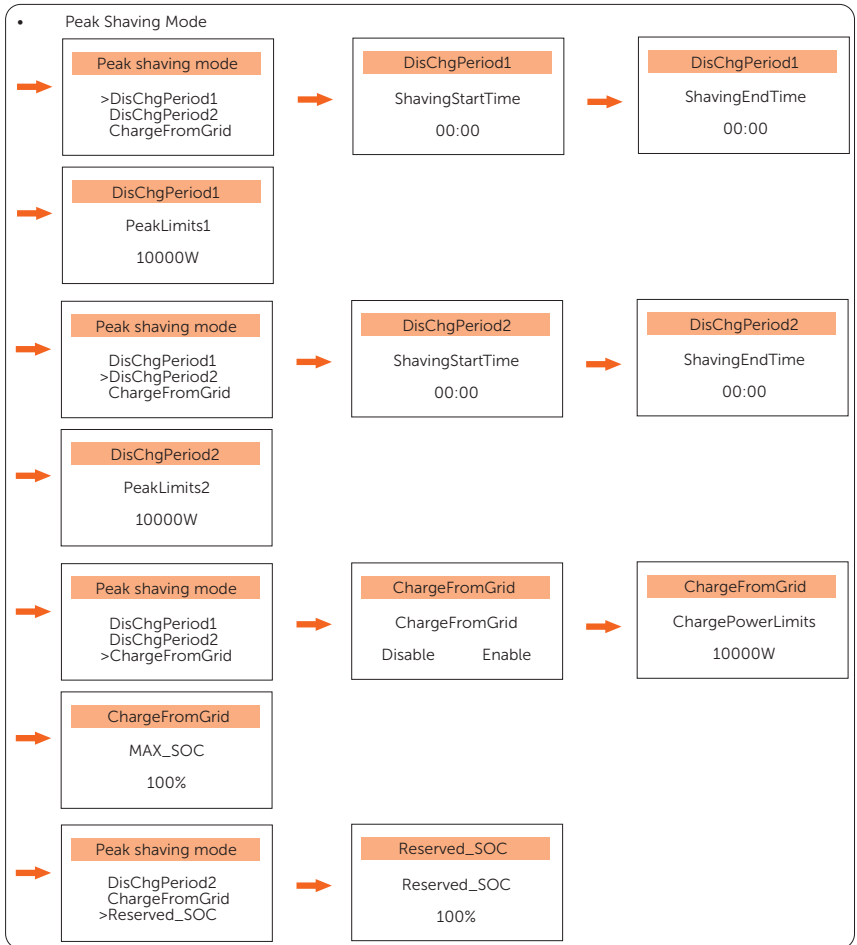 • Peak Shaving Mode
Peak shaving mode
>DisChgPeriod1
DisChgPeriod2
ChargeFromGrid
DisChgPeriod1
ShavingStartTime
00:00
DisChgPeriod1
ShavingEndTime
00:00
DisChgPeriod1
PeakLimits1
10000W
Peak shaving mode
DisChgPeriod1
>DisChgPeriod2
ChargeFromGrid
DisChgPeriod2
ShavingStartTime
00:00
DisChgPeriod2
ShavingEndTime
00:00
DisChgPeriod2
PeakLimits2
10000W
Peak shaving mode
DisChgPeriod1
DisChgPeriod2
>ChargeFromGrid
ChargeFromGrid
ChargeFromGrid
Disable Enable
ChargeFromGrid
ChargePowerLimits
10000W
ChargeFromGrid
MAX_SOC
100%
Peak shaving mode
DisChgPeriod2
ChargeFromGrid
>Reserved_SOC
Reserved_SOC
Reserved_SOC
100%